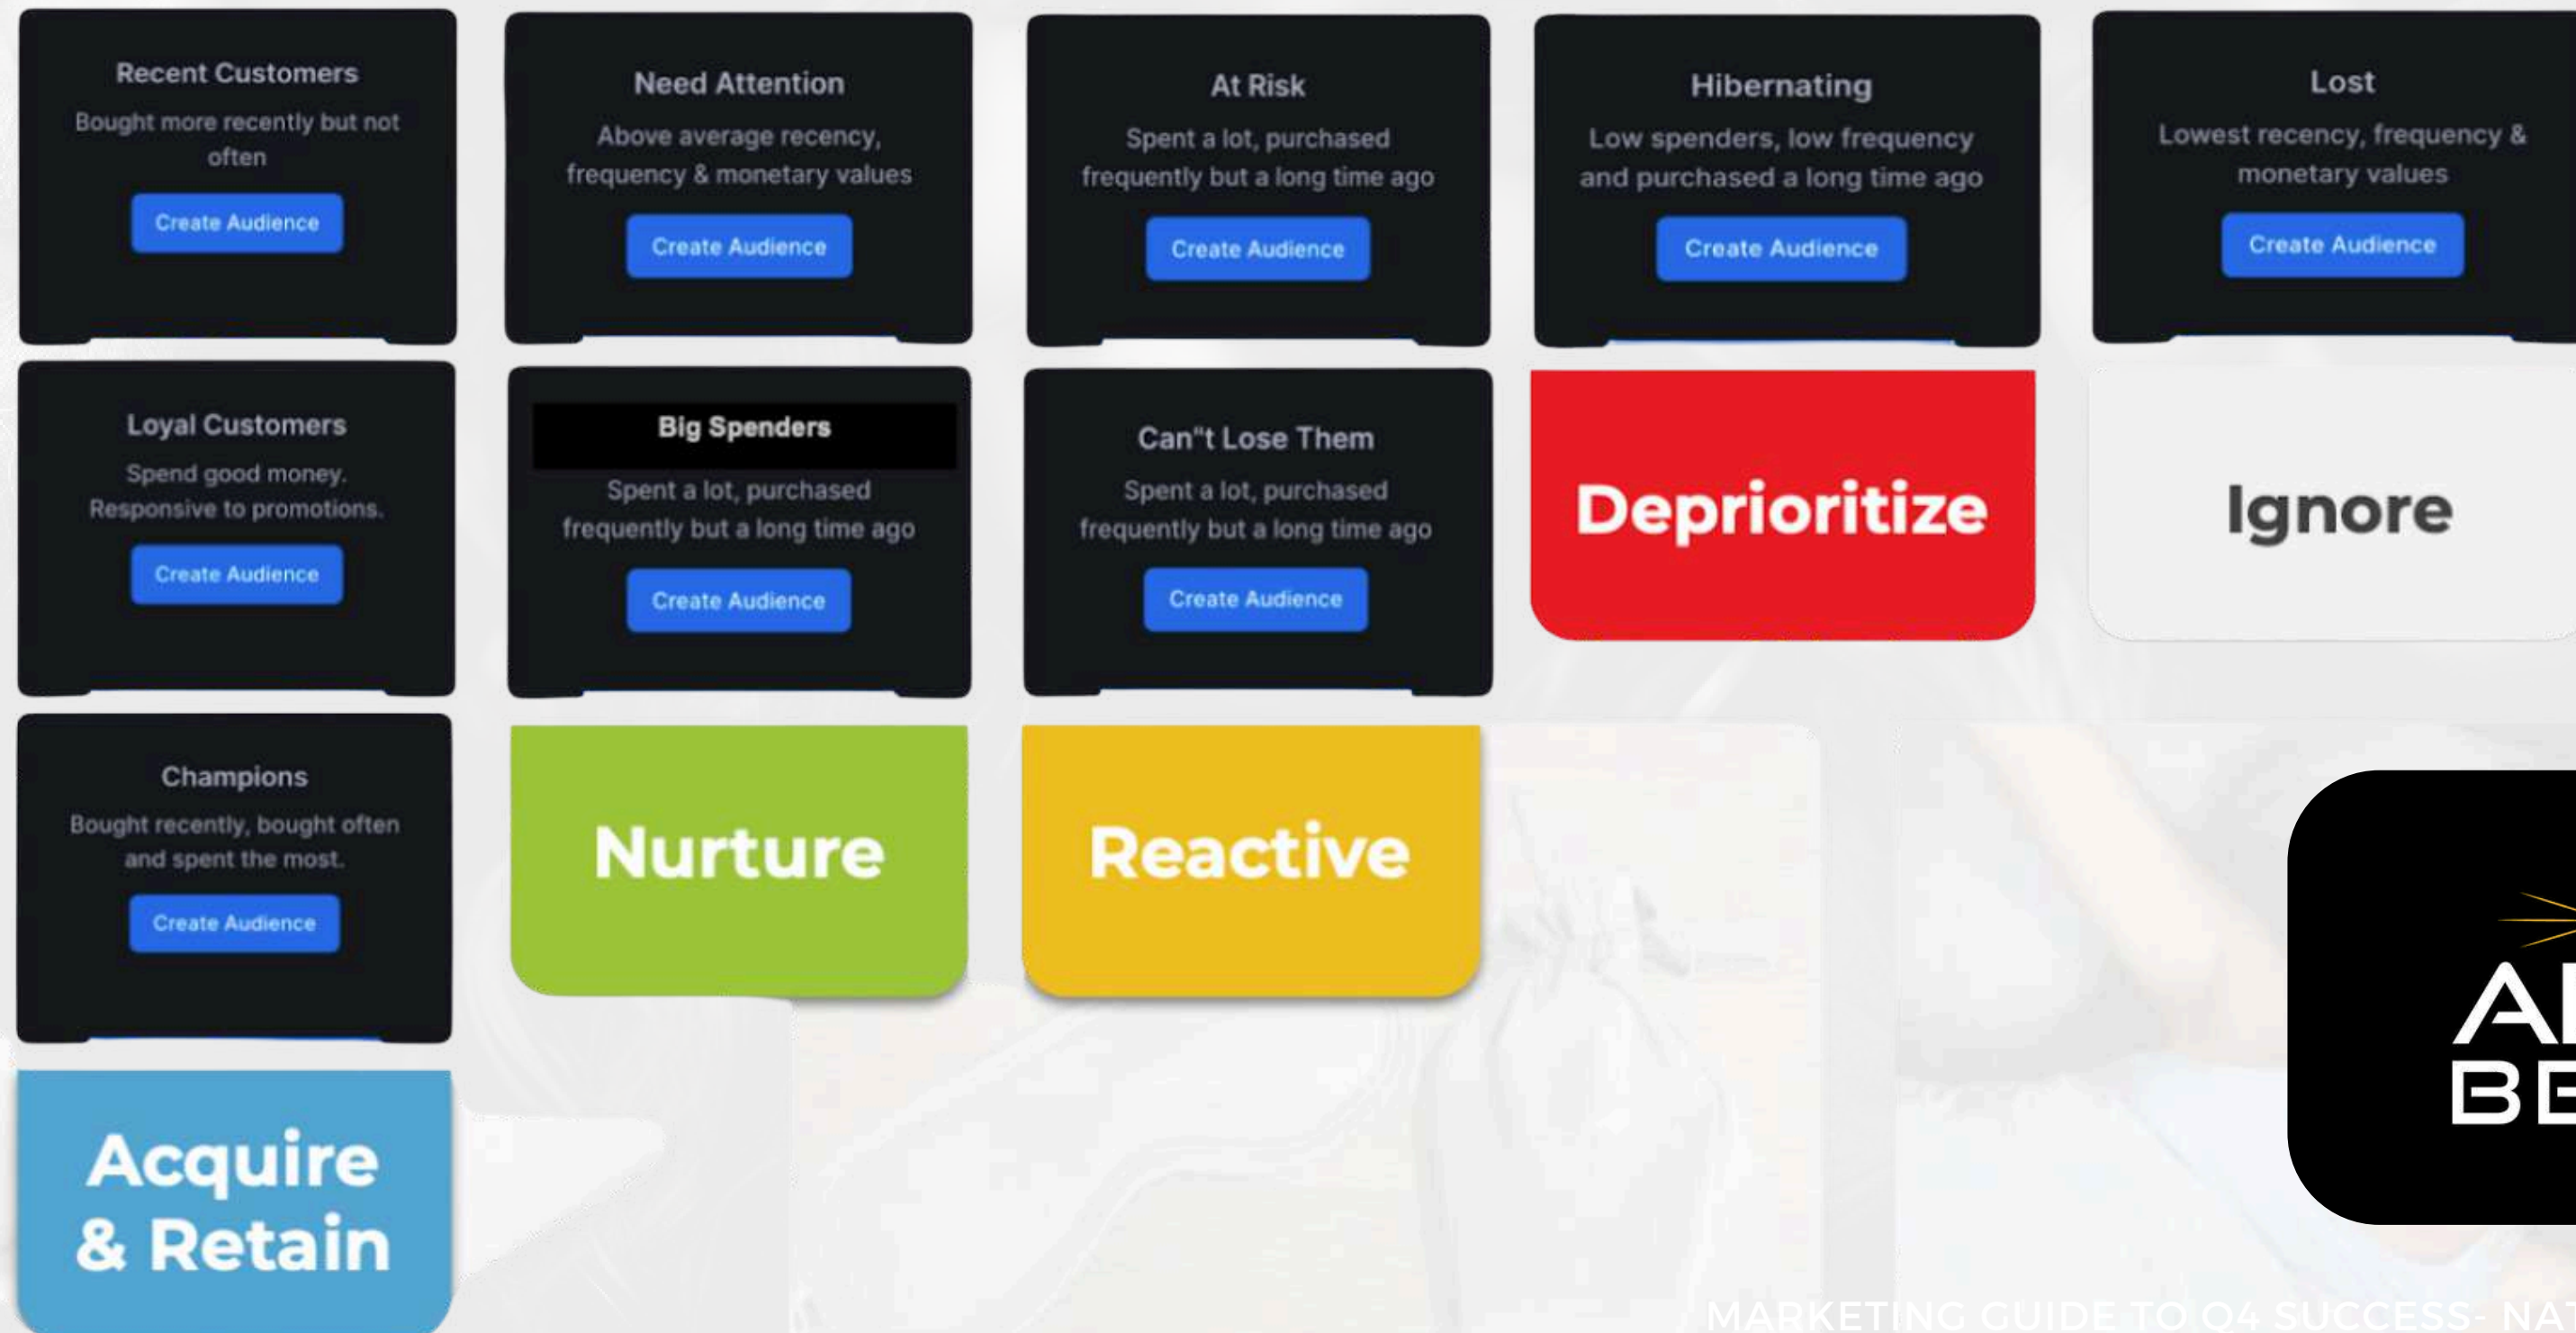 Recent Customers
Bought more recently but not
often
Create Audience
Loyal Customers
Spend good money.
Responsive to promotions.
Create Audience
Champions
Bought recently, bought often
and spent the most.
Create Audience
Acquire
& Retain
Need Attention
Above average recency,
frequency & monetary values
Create Audience
Big Spenders
Spent a lot, purchased
frequently but a long time ago
Create Audience
Nurture
At Risk
Spent a lot, purchased
frequently but a long time ago
Create Audience
Can"t Lose Them
Spent a lot, purchased
frequently but a long time ago
Create Audience
Reactive
Hibernating
Low spenders, low frequency
and purchased a long time ago
Create Audience
Deprioritize
Lost
Lowest recency, frequency &
monetary values
Create Audience
Ignore
MARKETING GUIDE TO Q4 SUCCESS-